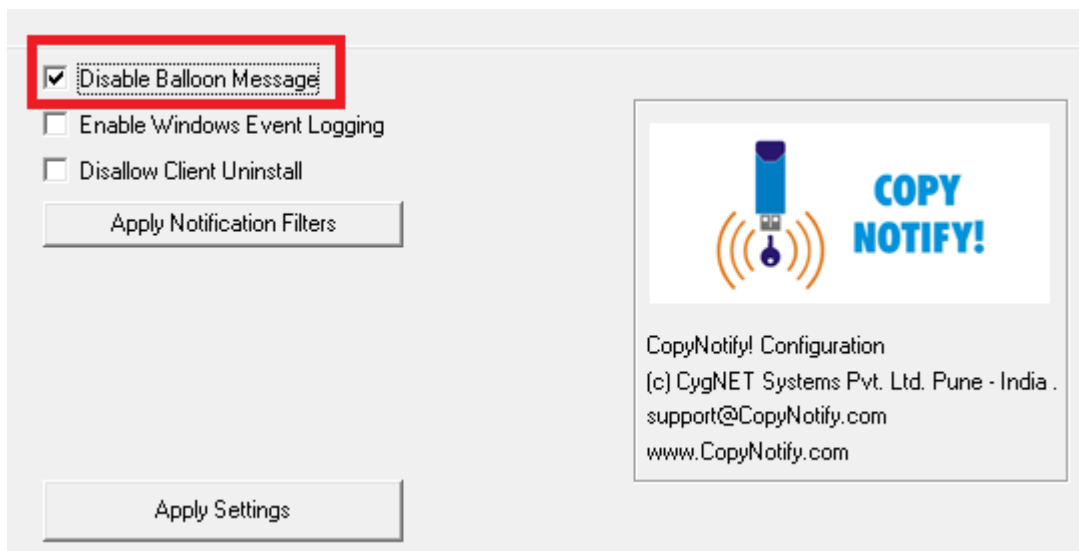 Disable Balloon Message
Enable Windows Event Logging
Disallow Client Uninstall
Apply Notification Filters
COPY
NOTIFY!
CopyNotify! Configuration
(c) CygNET Systems Pvt. Ltd. Pune - India .
support@CopyNotify.com
www.CopyNotify.com
Apply Settings